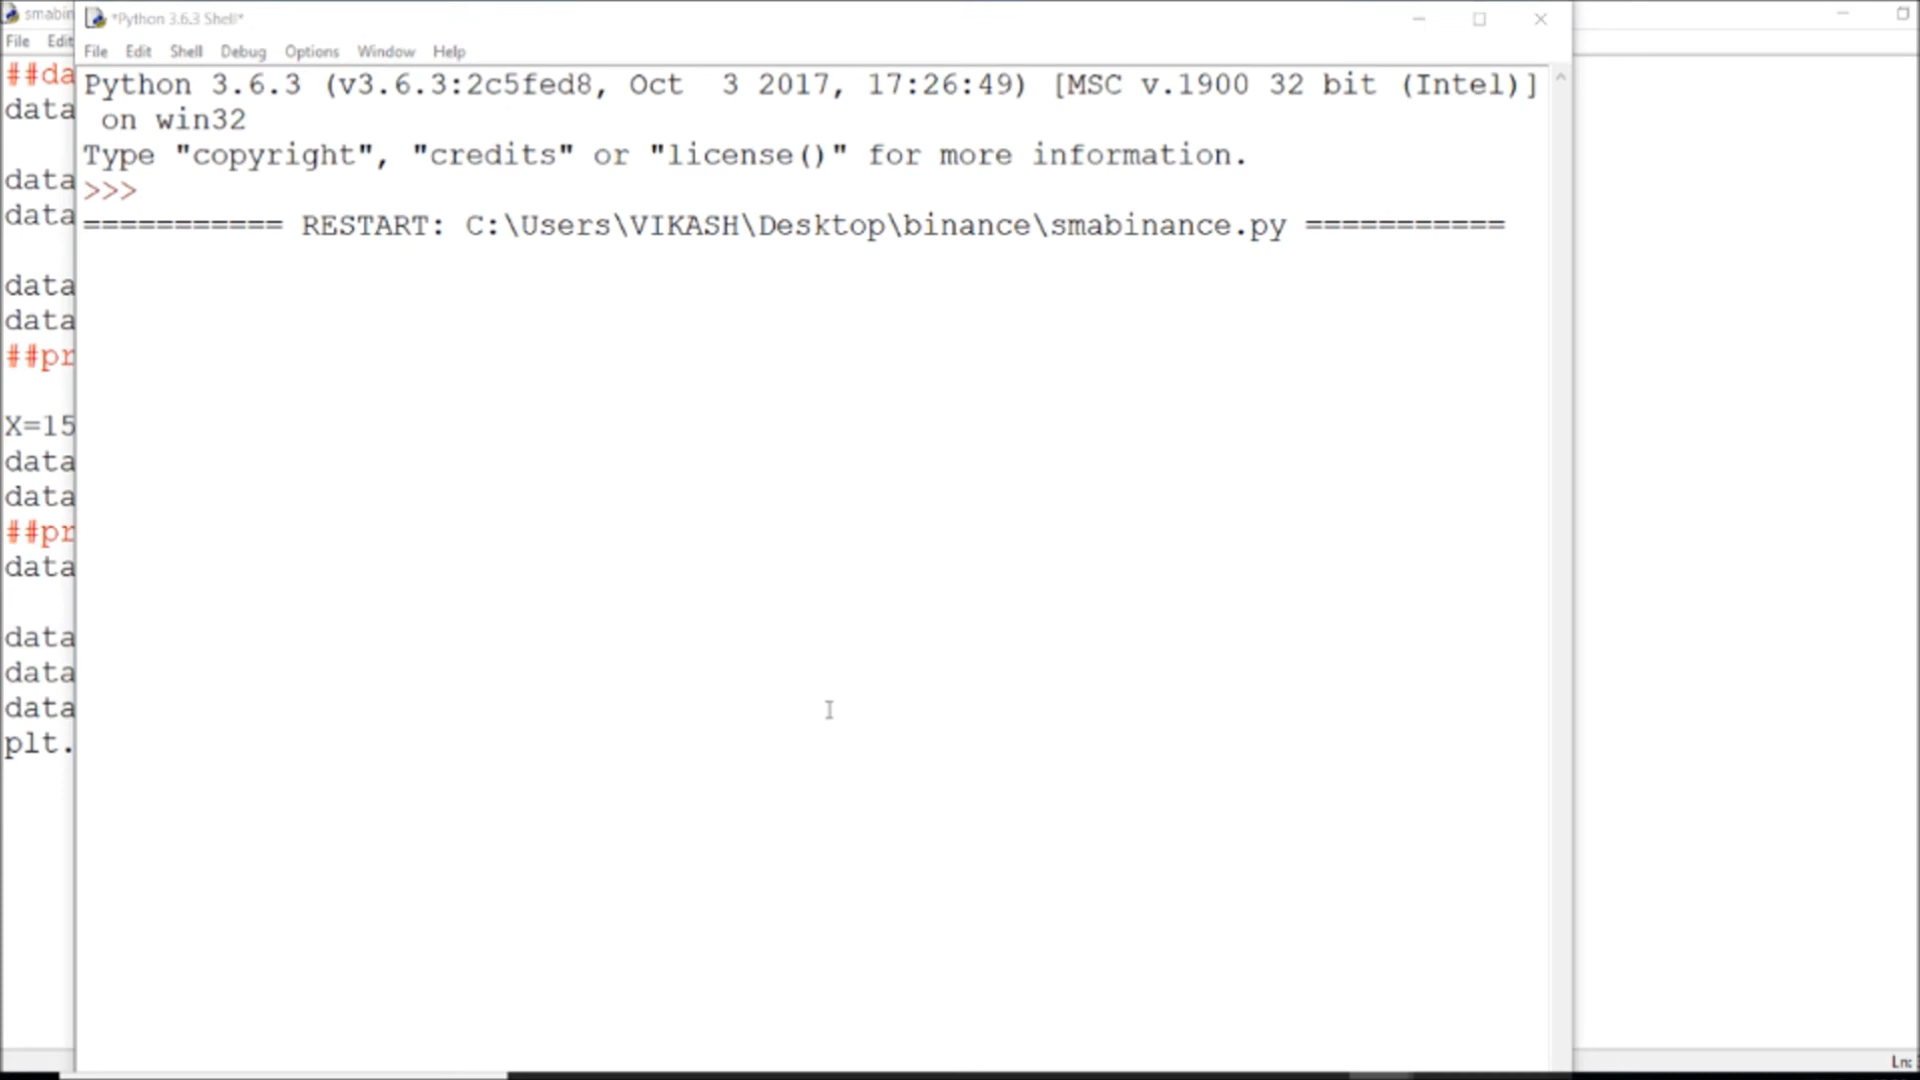 smabin
File Edit
##da
data
data
data
data
data
##pr
X=15
data
data
##pr
data
data
data
data
plt.
*Python 3.6.3 Shell*
File Edit Shell Debug Options Window Help
Python 3.6.3 (v3.6.3:2c5fed8, Oct  3 2017, 17:26:49) [MSC v.1900 32 bit (Intel)]
on win32
Type "copyright", "credits" or "license()" for more information.
>>>
=========== RESTART: C:\Users\VIKASH\Desktop\binance\smabinance.py ===========
Ln: